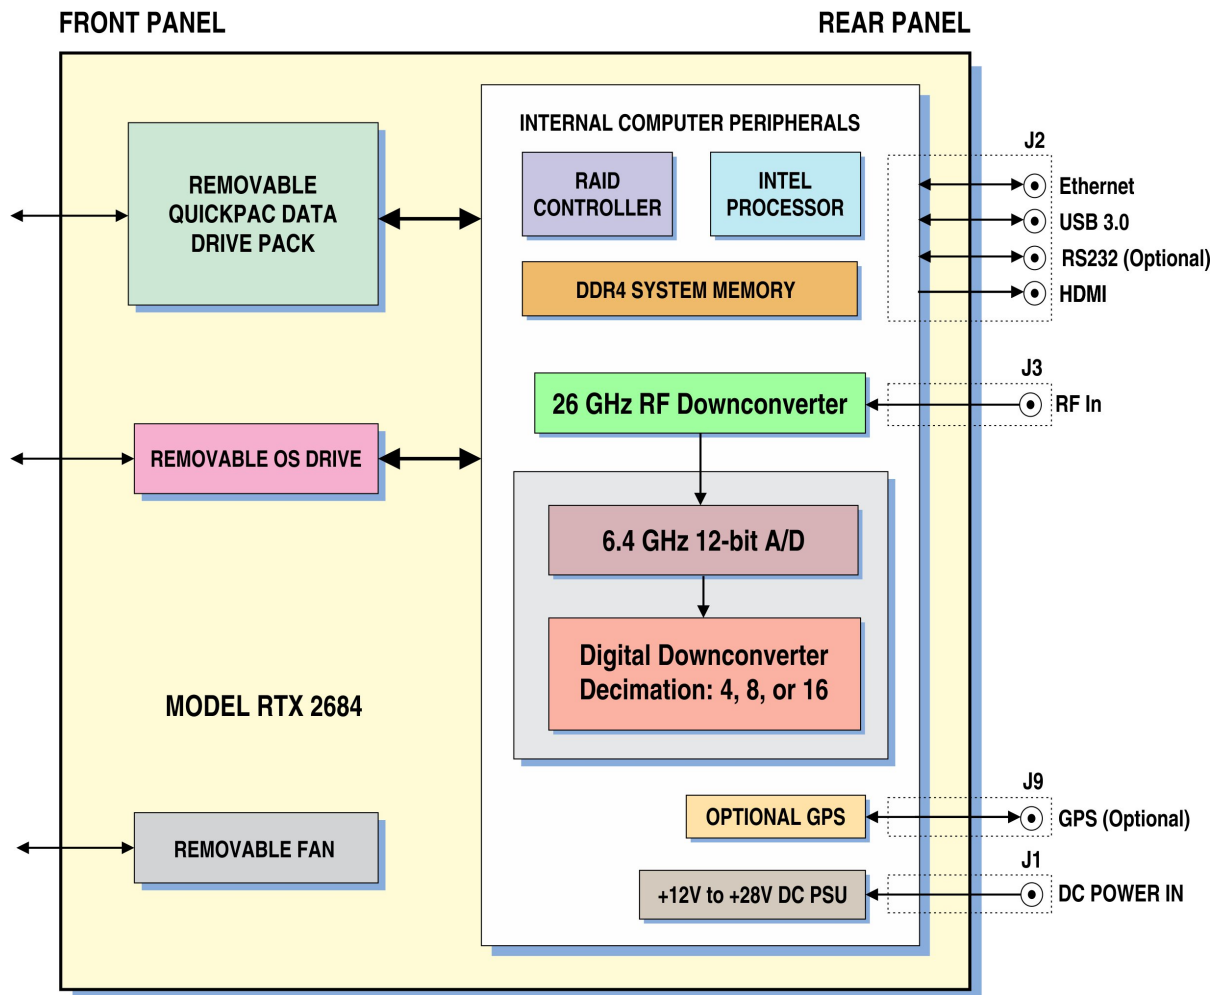 FRONT PANEL
REAR PANEL
REMOVABLE
QUICKPAC DATA
DRIVE PACK
INTERNAL COMPUTER PERIPHERALS
RAID
CONTROLLER
INTEL
PROCESSOR
DDR4 SYSTEM MEMORY
J2
Ethernet
USB 3.0
RS232 (Optional)
HDMI
26 GHz RF Downconverter
J3
RF In
REMOVABLE OS DRIVE
6.4 GHz 12-bit A/D
Digital Downconverter
Decimation: 4, 8, or 16
MODEL RTX 2684
REMOVABLE FAN
OPTIONAL GPS
J9
GPS (Optional)
+12V to +28V DC PSU
J1
DC POWER IN